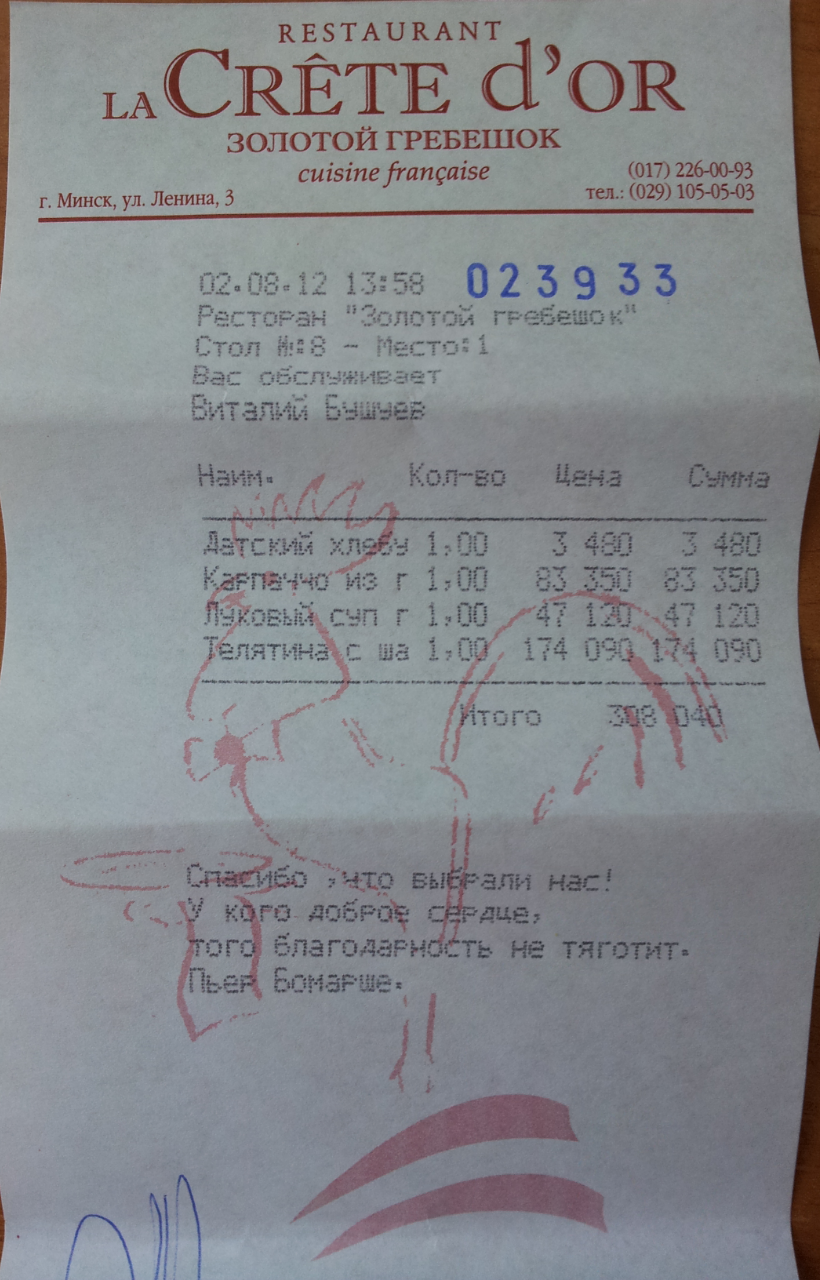 RESTAURANT
LA CRÊTE d'OR
ЗОЛОТОЙ ГРЕБЕШОК
cuisine française
(017) 226-00-93
г. Минск, ул. Ленина, 3 тел.: (029) 105-05-03
02.08.12 13:58 023933
Ресторан "Золотой гребешок"
Стол №:8 - Место:1
Вас обслуживает
Виталий Бушуев
Наим. Кол-во Цена Сумма
Датский хлебу 1,00 3 480 3 480
Карпаччо из г 1,00 83 350 83 350
Луковый суп г 1,00 47 120 47 120
Телятина с ша 1,00 174 090 174 090
Итого 308 040
Спасибо ,что выбрали нас!
У кого доброе сердце,
того благодарность не тяготит.
Пьер Бомарше.